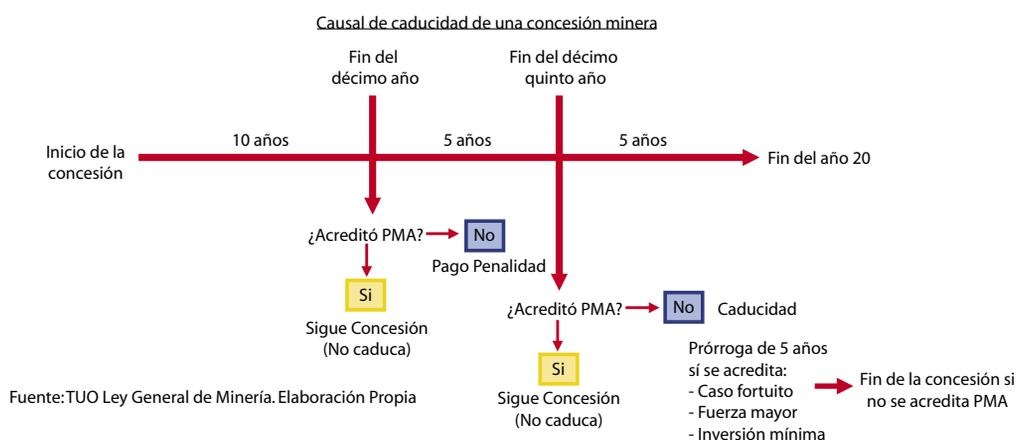 Causal de caducidad de una concesión minera
Fin del
décimo año
Fin del décimo
quinto año
10 años
5 años
5 años
Inicio de la
concesión
Fin del año 20
¿Acreditó PMA?
No
Pago Penalidad
Si
Sigue Concesión
(No caduca)
¿Acreditó PMA?
No
Caducidad
Si
Sigue Concesión
(No caduca)
Prórroga de 5 años
sí se acredita:
- Caso fortuito
- Fuerza mayor
- Inversión mínima
Fin de la concesión si
no se acredita PMA
Fuente: TUO Ley General de Minería. Elaboración Propia